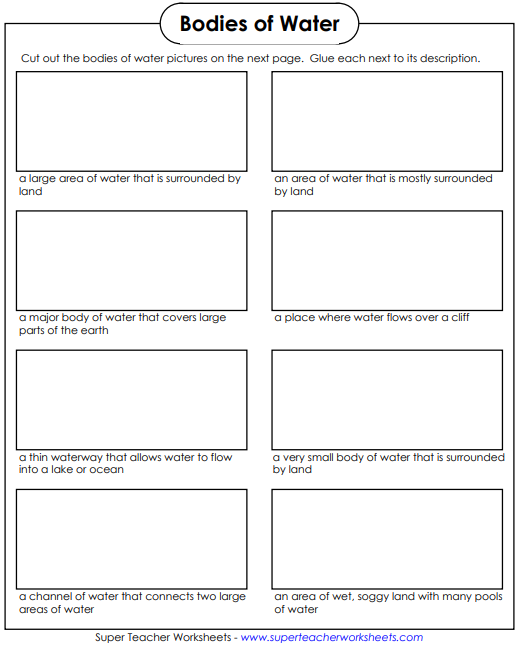 Bodies of Water
Cut out the bodies of water pictures on the next page.  Glue each next to its description.
a large area of water that is surrounded by
land
an area of water that is mostly surrounded
by land
a major body of water that covers large
parts of the earth
a place where water flows over a cliff
a thin waterway that allows water to flow
into a lake or ocean
a very small body of water that is surrounded
by land
a channel of water that connects two large
areas of water
an area of wet, soggy land with many pools
of water
Super Teacher Worksheets - www.superteacherworksheets.com